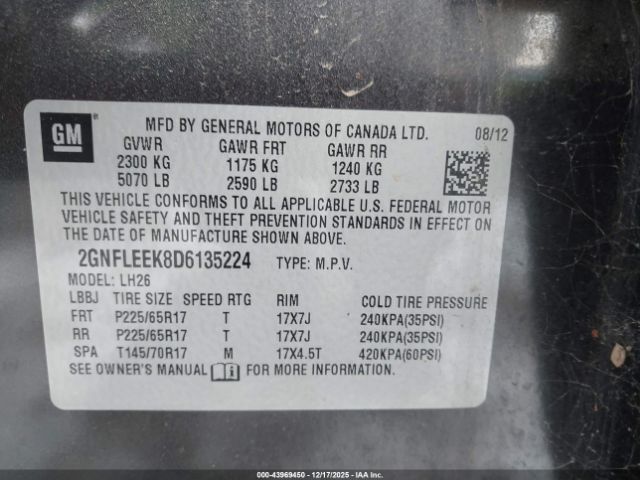 GM
MFD BY GENERAL MOTORS OF CANADA LTD. 08/12
GVWR GAWR FRT GAWR RR
2300 KG 1175 KG 1240 KG
5070 LB 2590 LB 2733 LB
THIS VEHICLE CONFORMS TO ALL APPLICABLE U.S. FEDERAL MOTOR
VEHICLE SAFETY AND THEFT PREVENTION STANDARDS IN EFFECT ON
THE DATE OF MANUFACTURE SHOWN ABOVE.
2GNFLEEK8D6135224 TYPE: M.P.V.
MODEL: LH26
LBBJ TIRE SIZE SPEED RTG RIM COLD TIRE PRESSURE
FRT P225/65R17 T 17X7J 240KPA(35PSI)
RR P225/65R17 T 17X7J 240KPA(35PSI)
SPA T145/70R17 M 17X4.5T 420KPA(60PSI)
SEE OWNER'S MANUAL i FOR MORE INFORMATION.
000-43969450 - 12/17/2025 - IAAI.COM